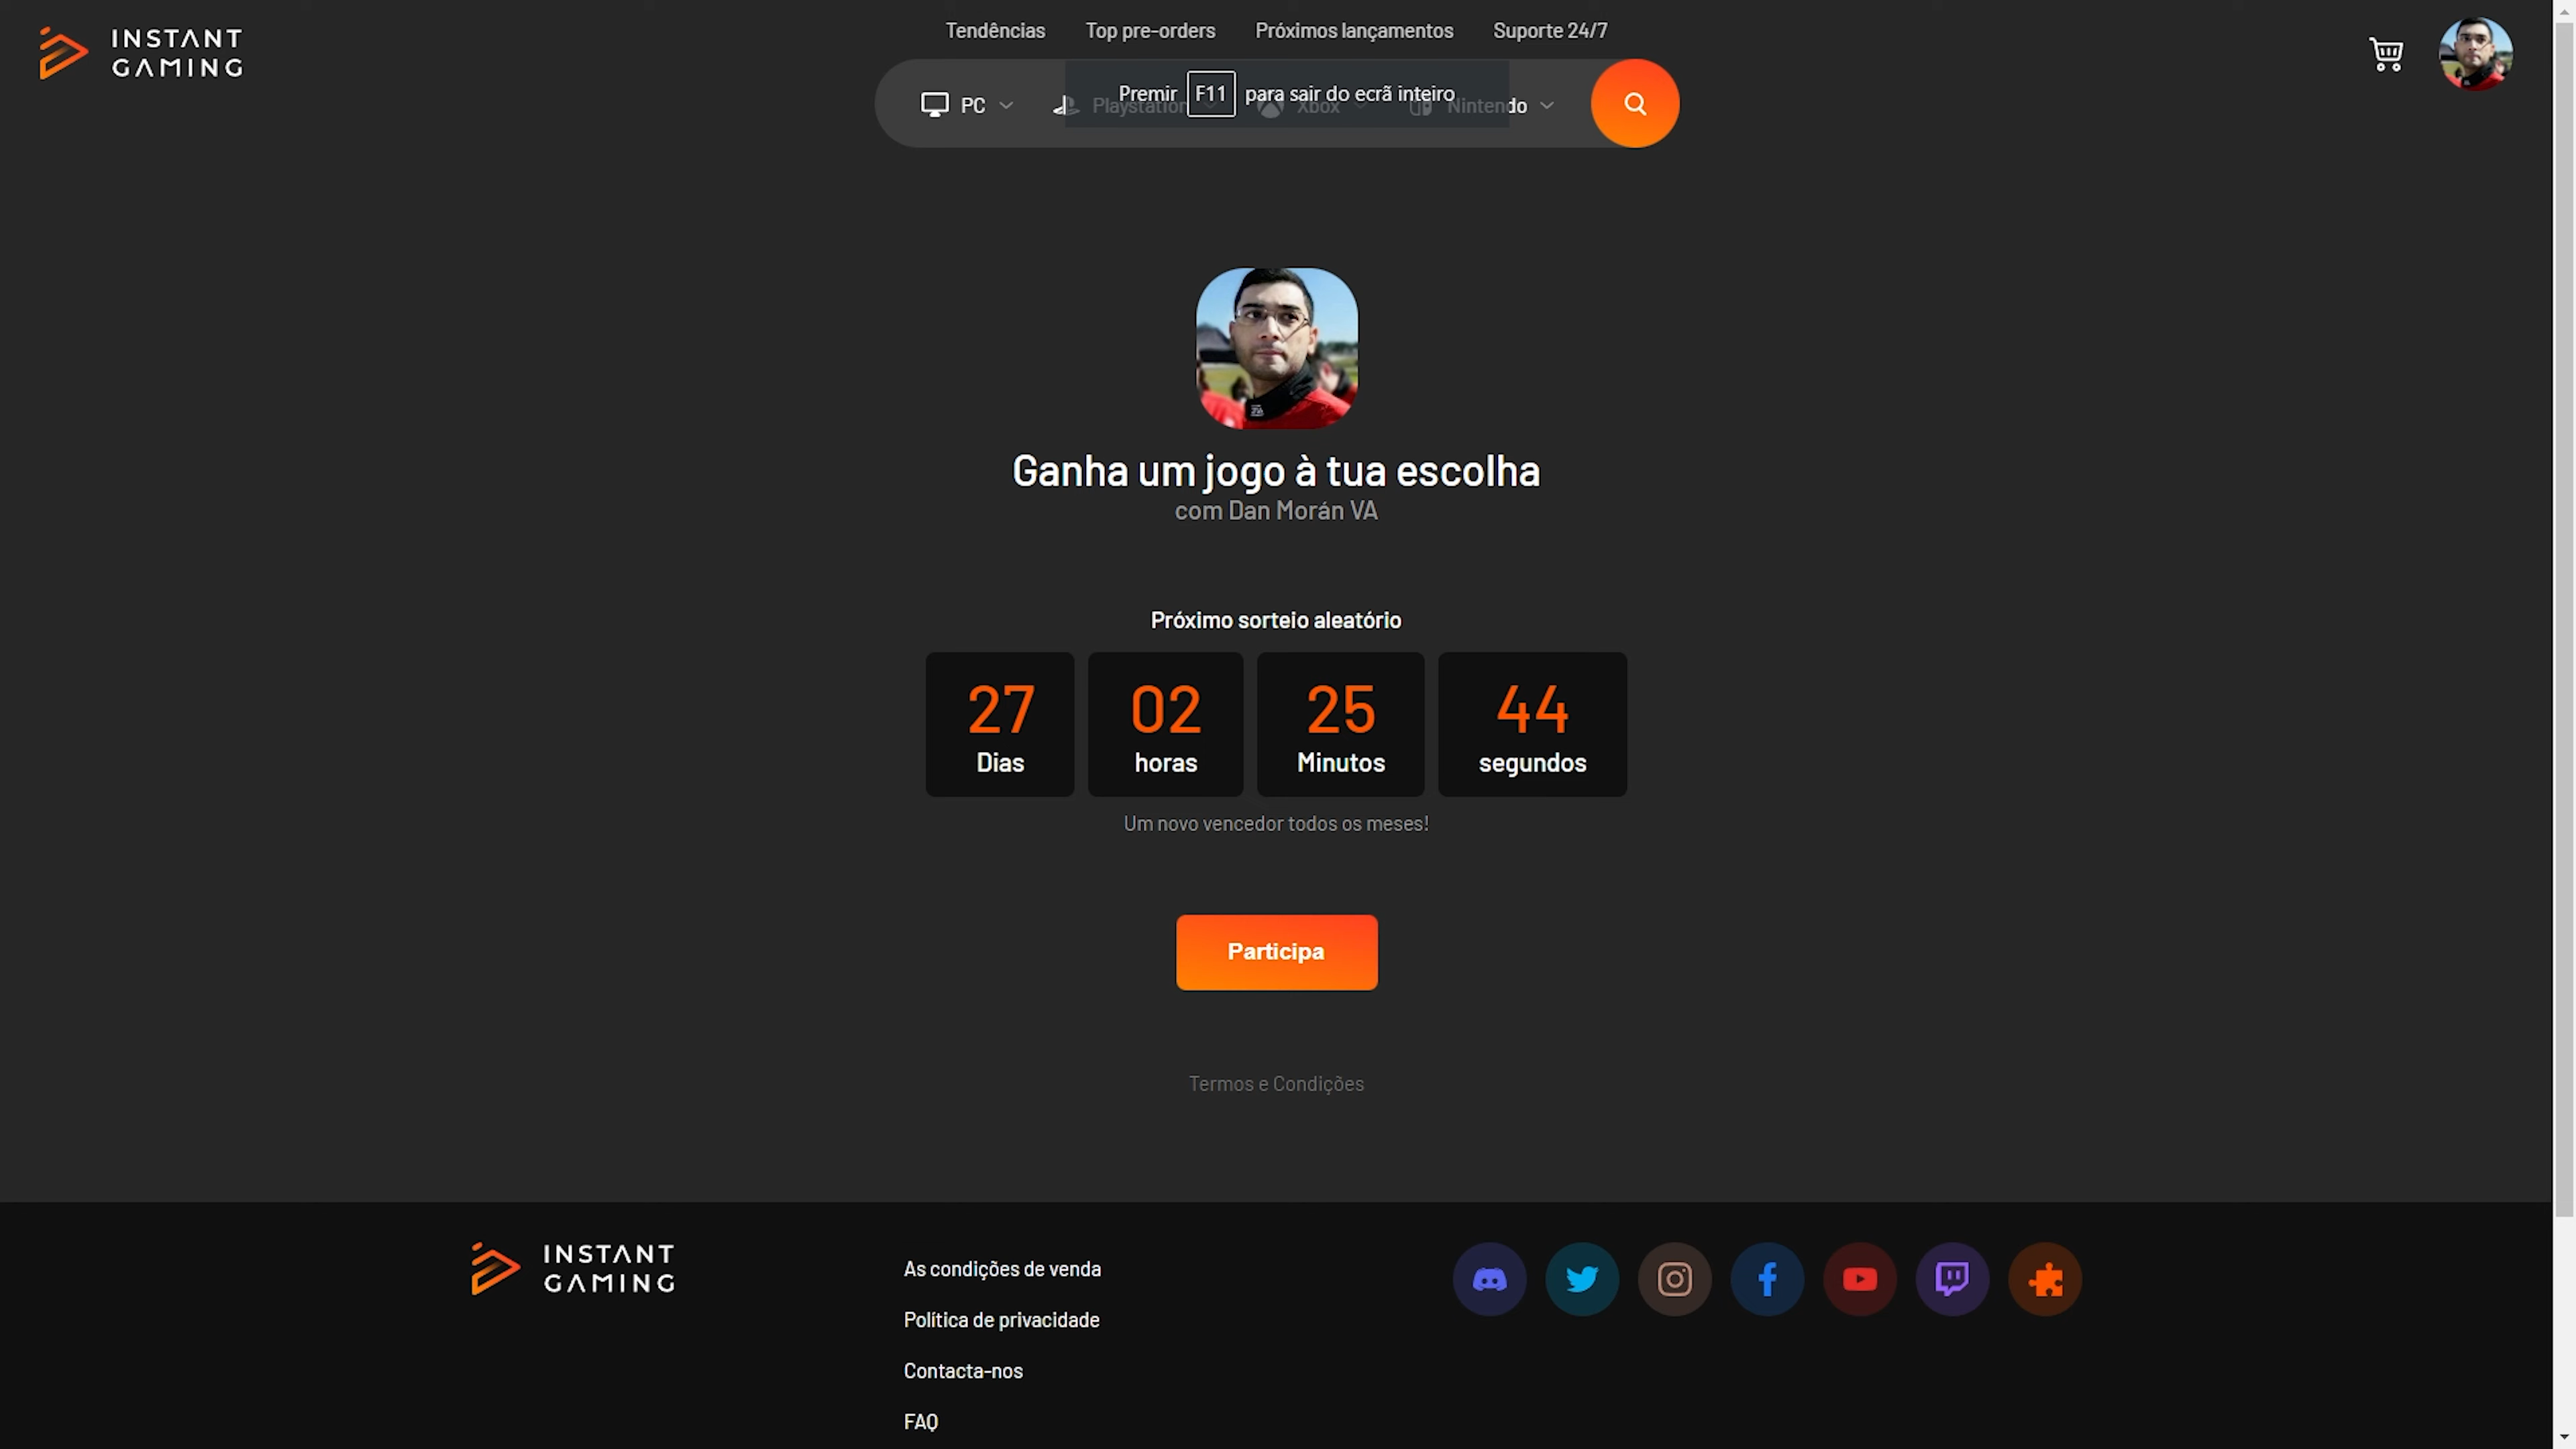 INSTANT
GAMING
Tendências Top pre-orders Próximos lançamentos Suporte 24/7
PC Playstation Xbox Nintendo
Premir F11 para sair do ecrã inteiro
Ganha um jogo à tua escolha
com Dan Morán VA
Próximo sorteio aleatório
27 02 25 44
Dias horas Minutos segundos
Um novo vencedor todos os meses!
Participa
Termos e Condições
INSTANT
GAMING
As condições de venda
Política de privacidade
Contacta-nos
FAQ